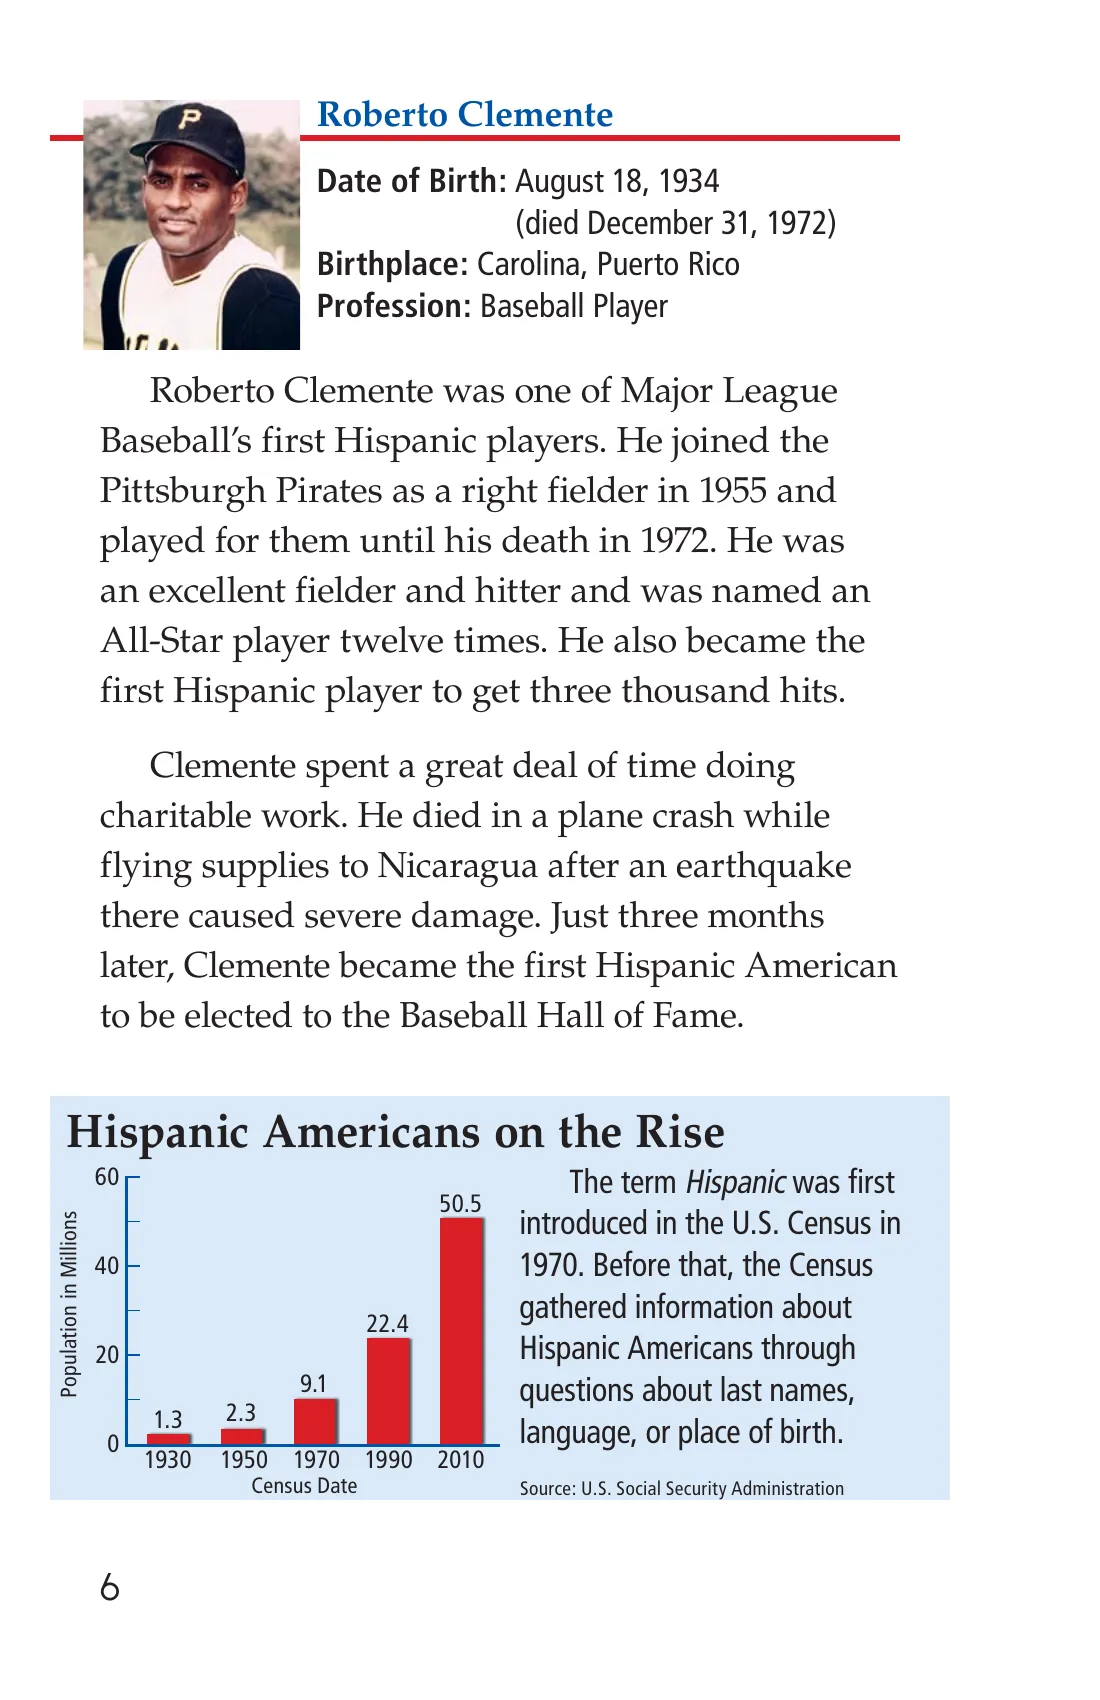 P
Roberto Clemente
Date of Birth: August 18, 1934
(died December 31, 1972)
Birthplace: Carolina, Puerto Rico
Profession: Baseball Player
Roberto Clemente was one of Major League
Baseball’s first Hispanic players. He joined the
Pittsburgh Pirates as a right fielder in 1955 and
played for them until his death in 1972. He was
an excellent fielder and hitter and was named an
All-Star player twelve times. He also became the
first Hispanic player to get three thousand hits.
Clemente spent a great deal of time doing
charitable work. He died in a plane crash while
flying supplies to Nicaragua after an earthquake
there caused severe damage. Just three months
later, Clemente became the first Hispanic American
to be elected to the Baseball Hall of Fame.
Hispanic Americans on the Rise
Population in Millions
60
40
20
0
1.3
2.3
9.1
22.4
50.5
1930 1950 1970 1990 2010
Census Date
The term Hispanic was first
introduced in the U.S. Census in
1970. Before that, the Census
gathered information about
Hispanic Americans through
questions about last names,
language, or place of birth.
Source: U.S. Social Security Administration
6